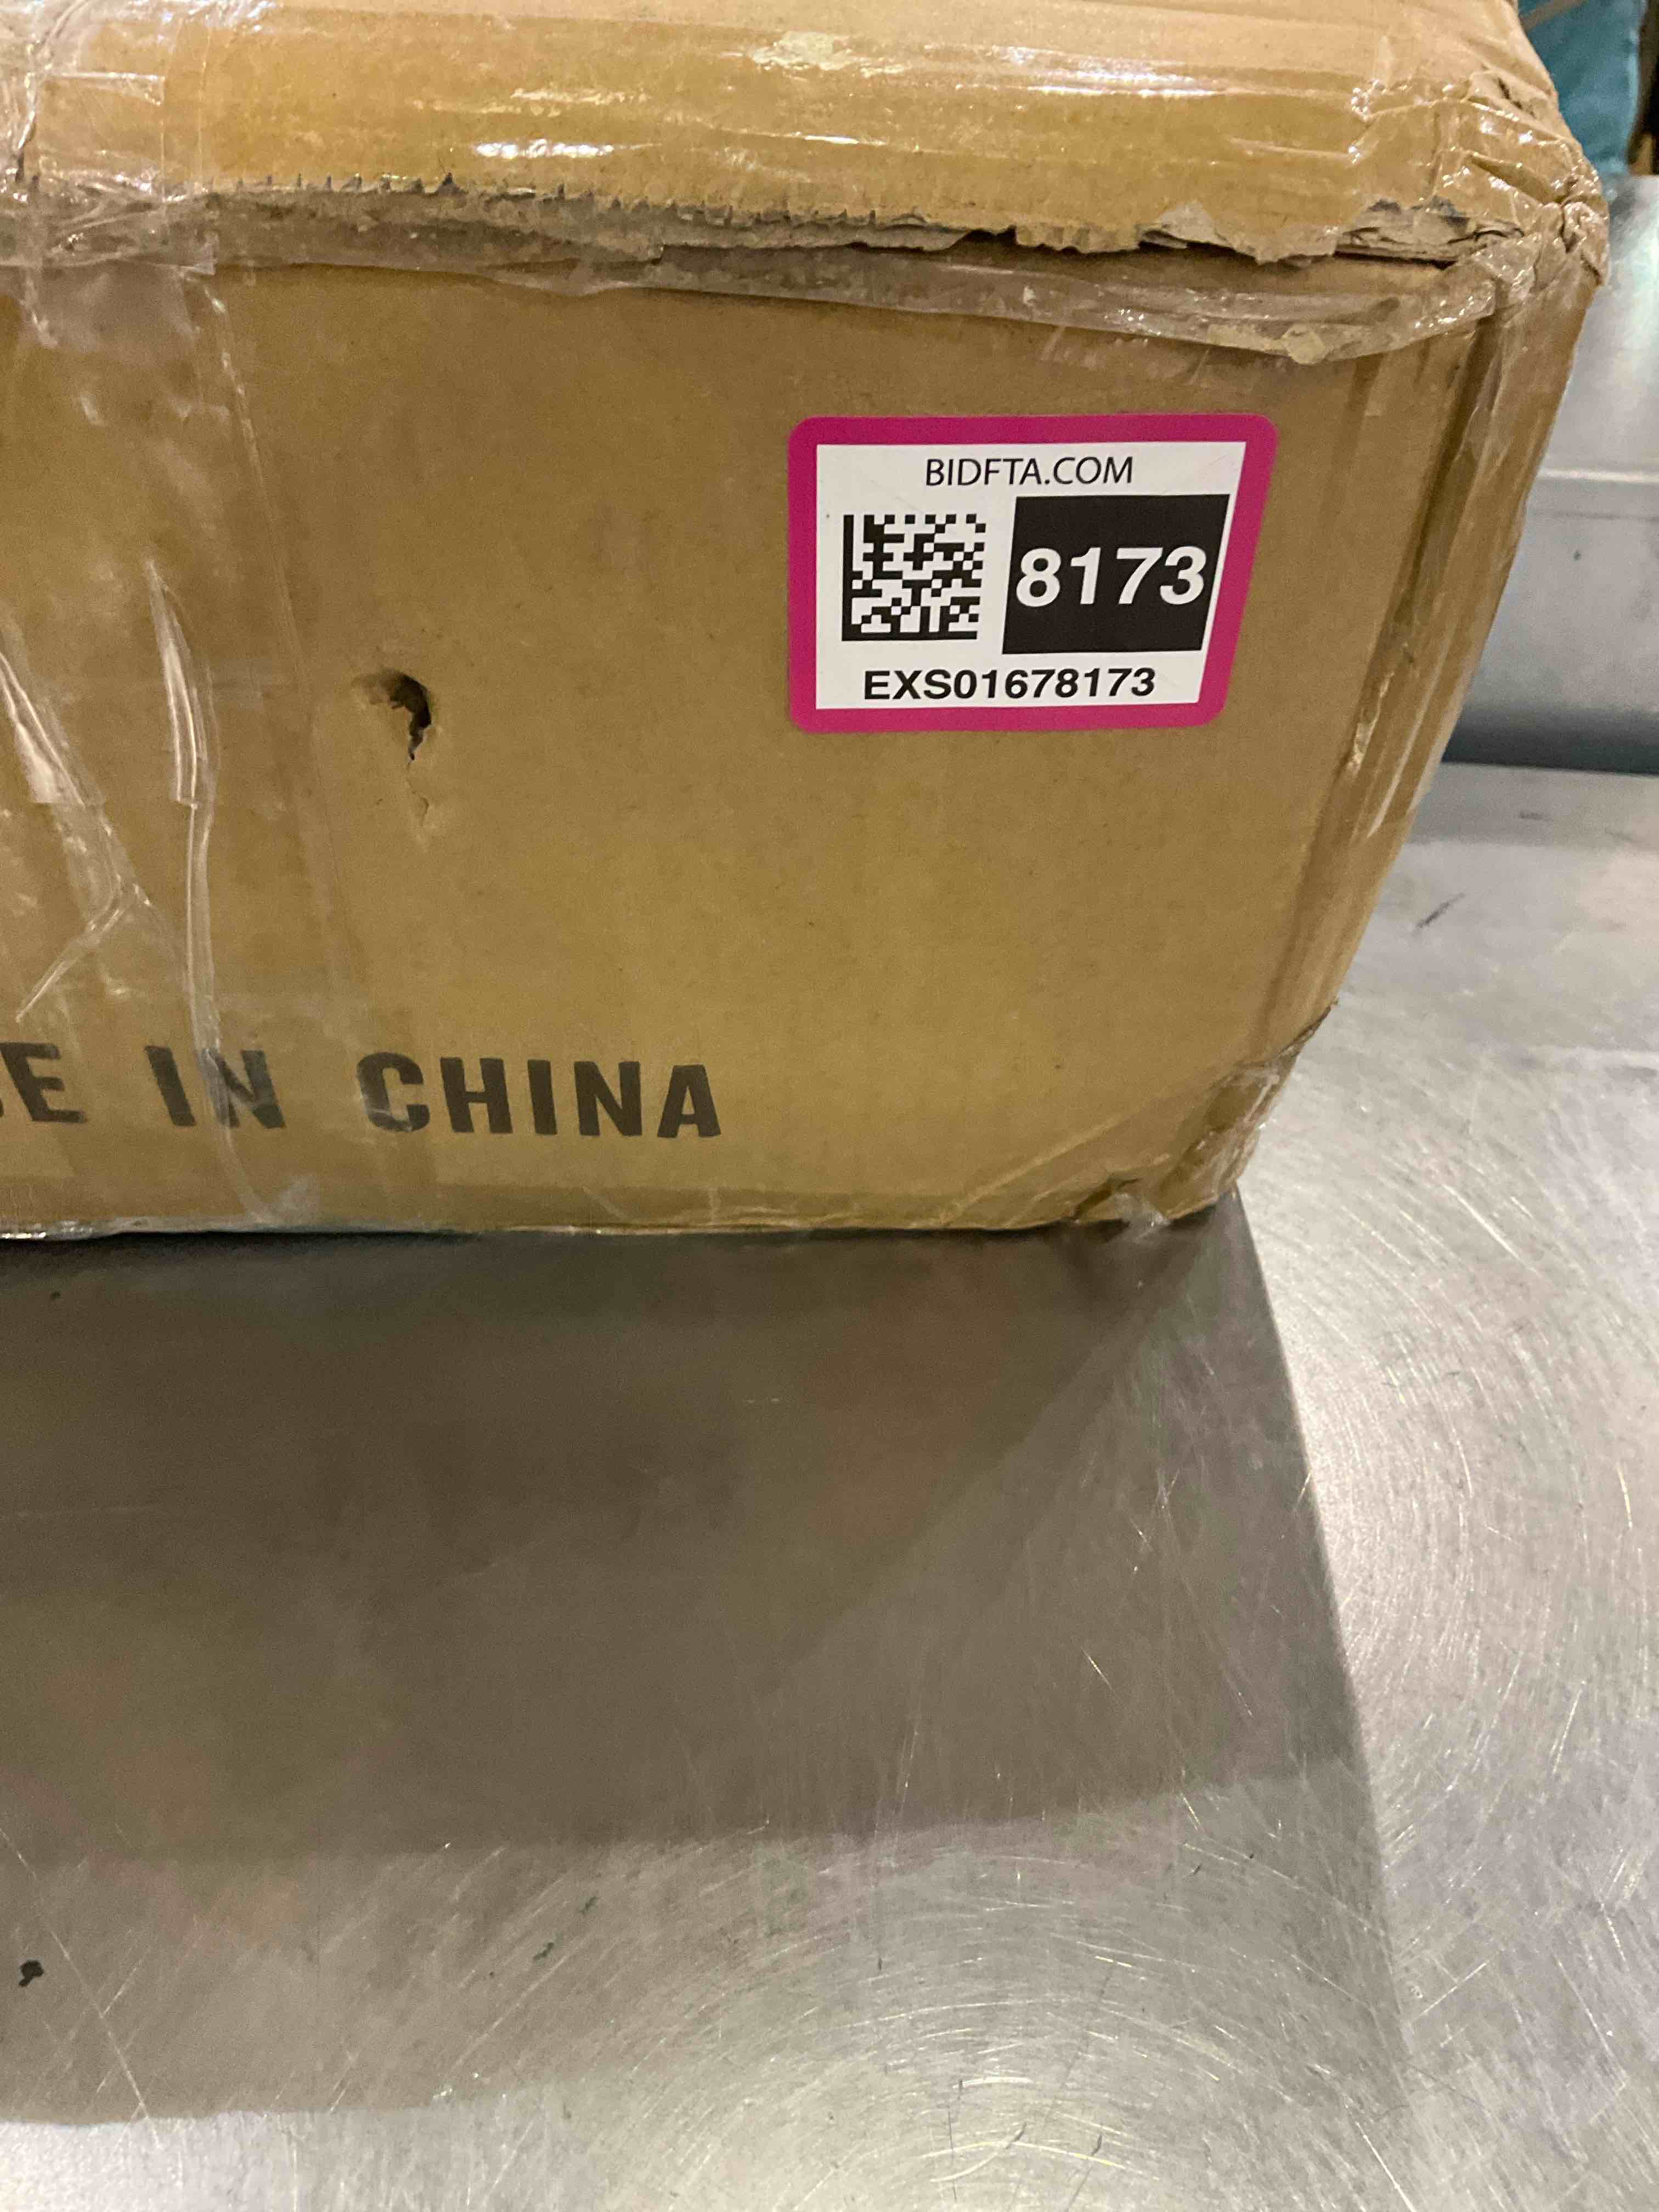 BIDFTA.COM
8173
EXS01678173
E IN CHINA